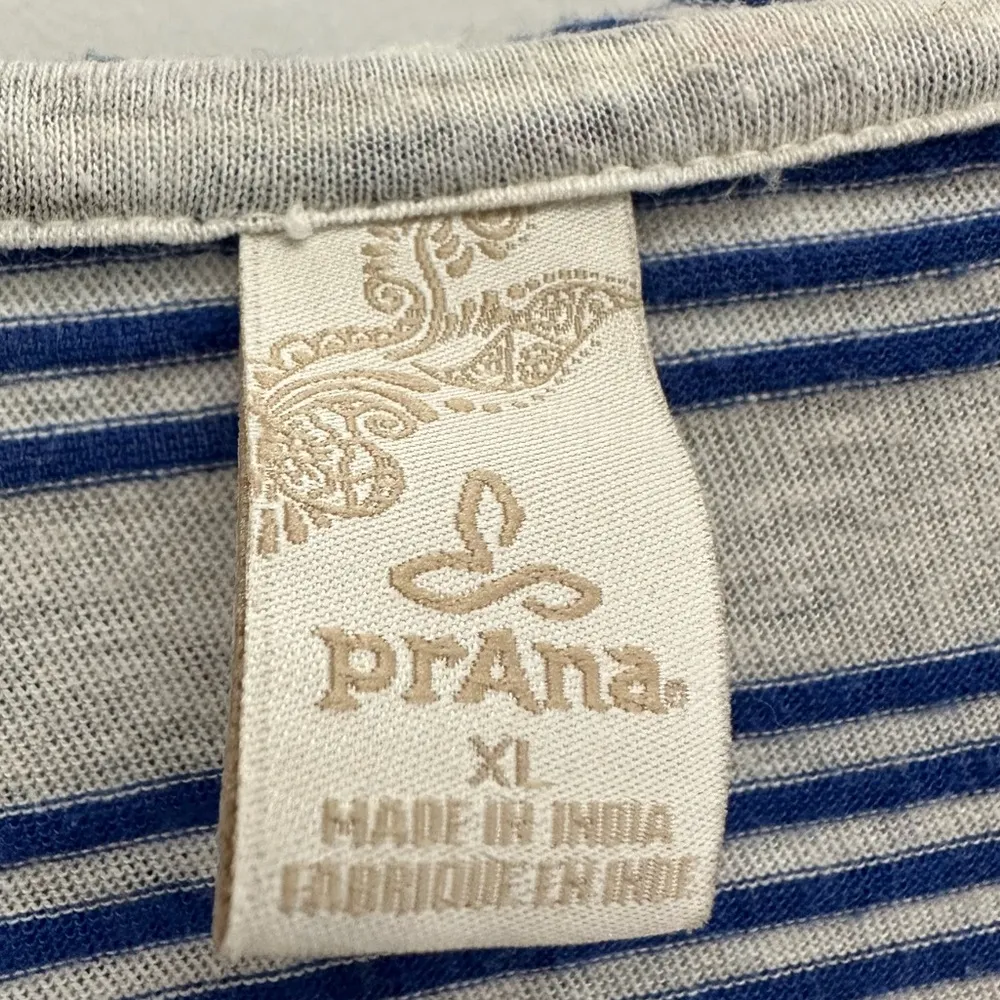 prAna®
XL
MADE IN INDIA
FABRIQUE EN INDE